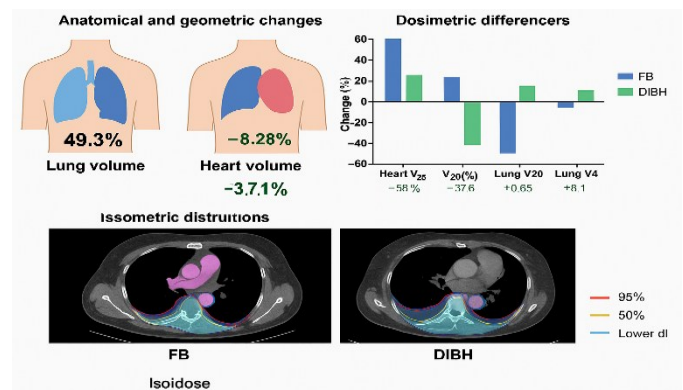 Anatomical and geometric changes
49.3%
Lung volume
−8.28%
Heart volume
−3.7.1%
Dosimetric differencers
Change (%)
60
40
20
0
−20
−40
−60
FB
DIBH
Heart V25
V20(%)
Lung V20
Lung V4
−58 %
−37.6
+0.65
+8.1
Issometric distruitions
FB
DIBH
95%
50%
Lower dl
Isoidose